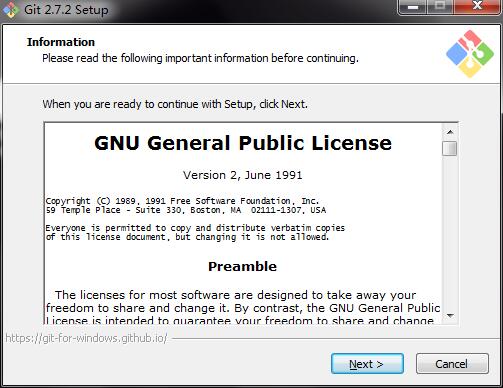 Git 2.7.2 Setup
Information
Please read the following important information before continuing.
When you are ready to continue with Setup, click Next.
GNU General Public License
Version 2, June 1991
Copyright (C) 1989, 1991 Free Software Foundation, Inc.
59 Temple Place - Suite 330, Boston, MA  02111-1307, USA
Everyone is permitted to copy and distribute verbatim copies
of this license document, but changing it is not allowed.
Preamble
The licenses for most software are designed to take away your
freedom to share and change it. By contrast, the GNU General Public
License is intended to guarantee your freedom to share and change
https://git-for-windows.github.io/
Next >
Cancel